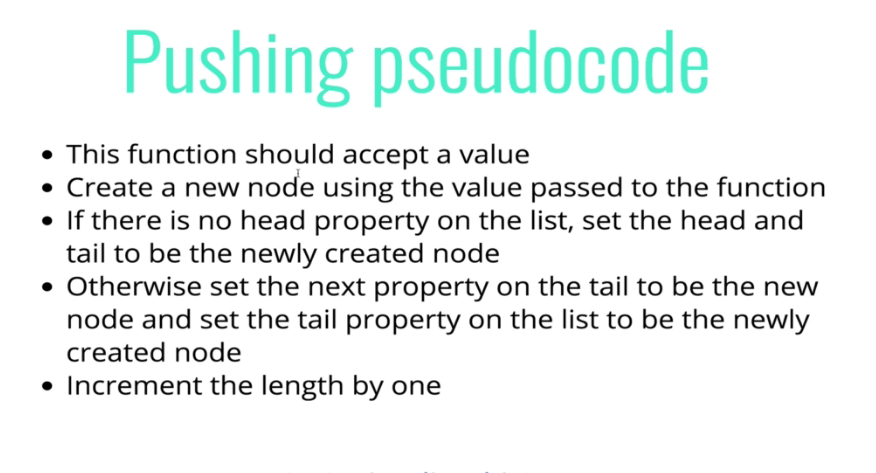 Pushing pseudocode
• This function should accept a value
• Create a new node using the value passed to the function
• If there is no head property on the list, set the head and
tail to be the newly created node
• Otherwise set the next property on the tail to be the new
node and set the tail property on the list to be the newly
created node
• Increment the length by one